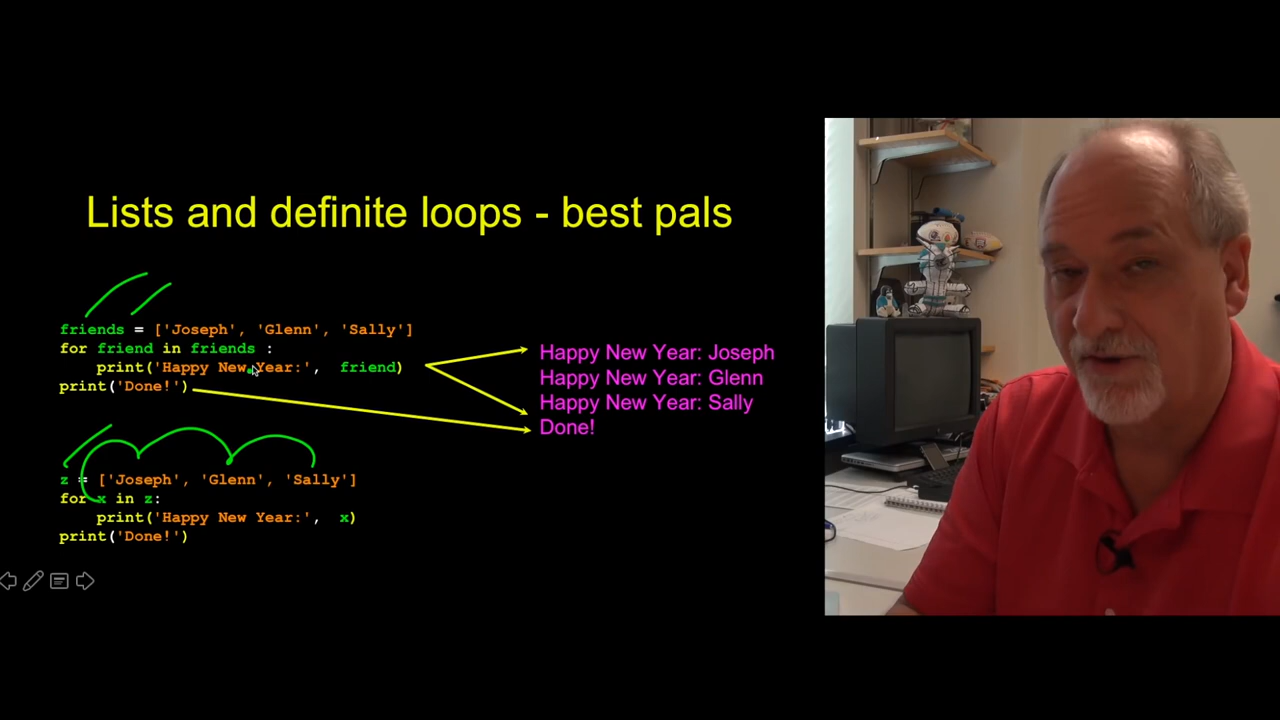 Lists and definite loops - best pals
friends = ['Joseph', 'Glenn', 'Sally']
for friend in friends :
print('Happy New Year:', friend)
print('Done!')
Happy New Year: Joseph
Happy New Year: Glenn
Happy New Year: Sally
Done!
z = ['Joseph', 'Glenn', 'Sally']
for x in z:
print('Happy New Year:', x)
print('Done!')